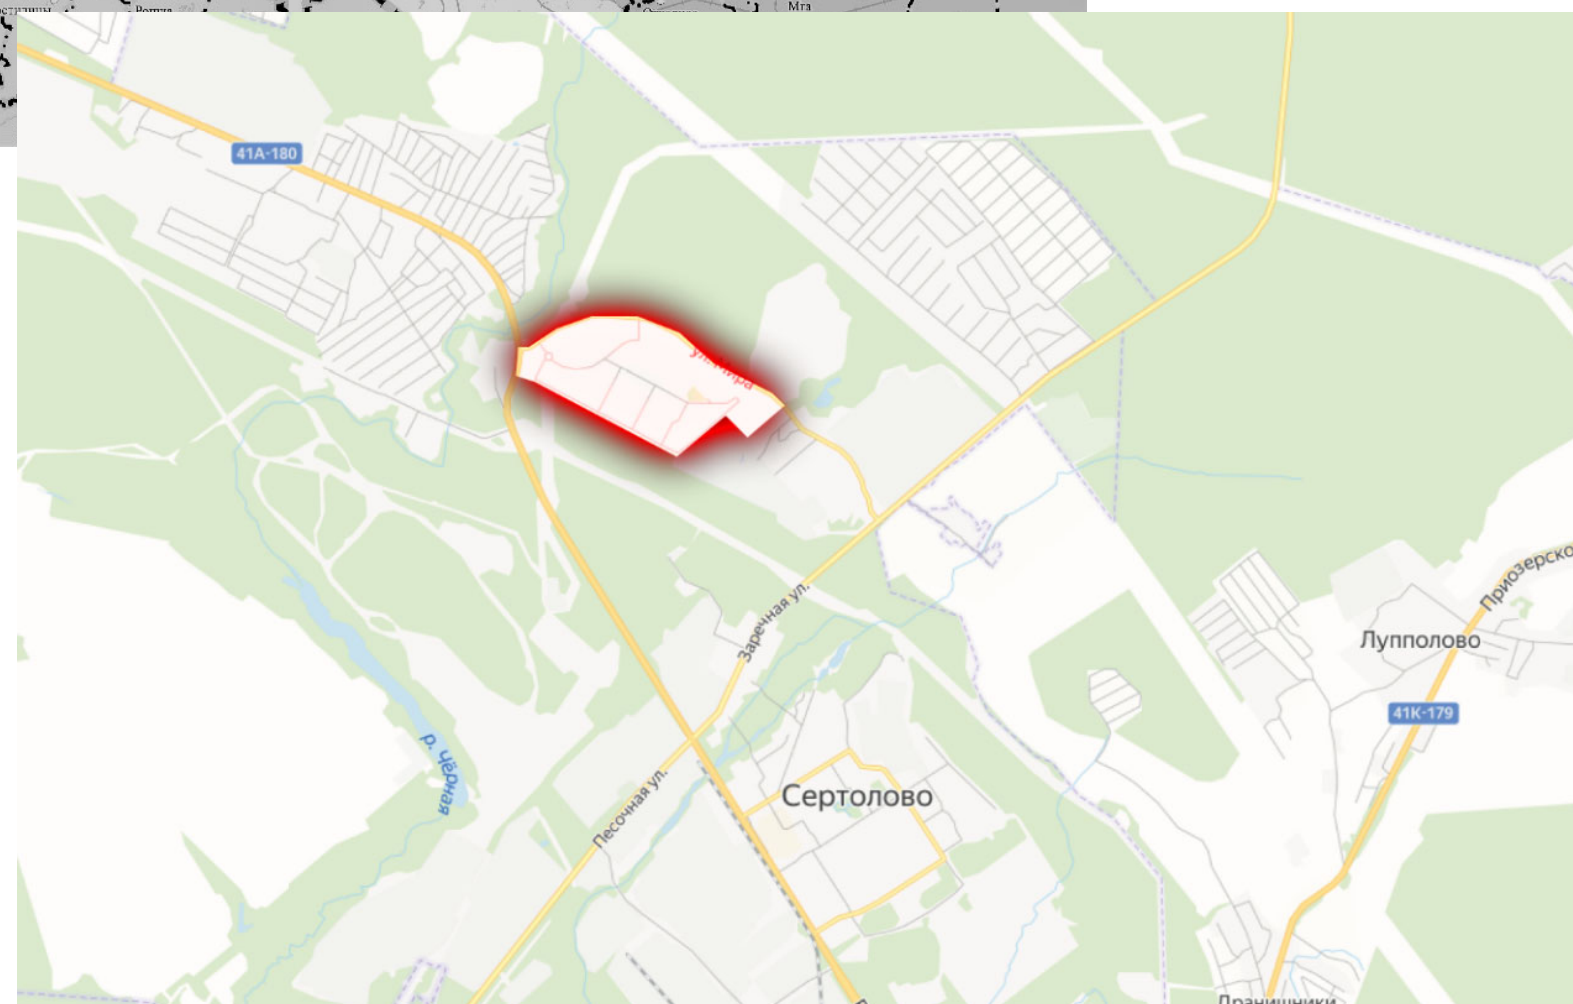 Мга
41А-180
ул. Мира
Заречная ул.
Приозерско
Лупполово
41К-179
р. Чёрная
Сертолово
Песочная ул.